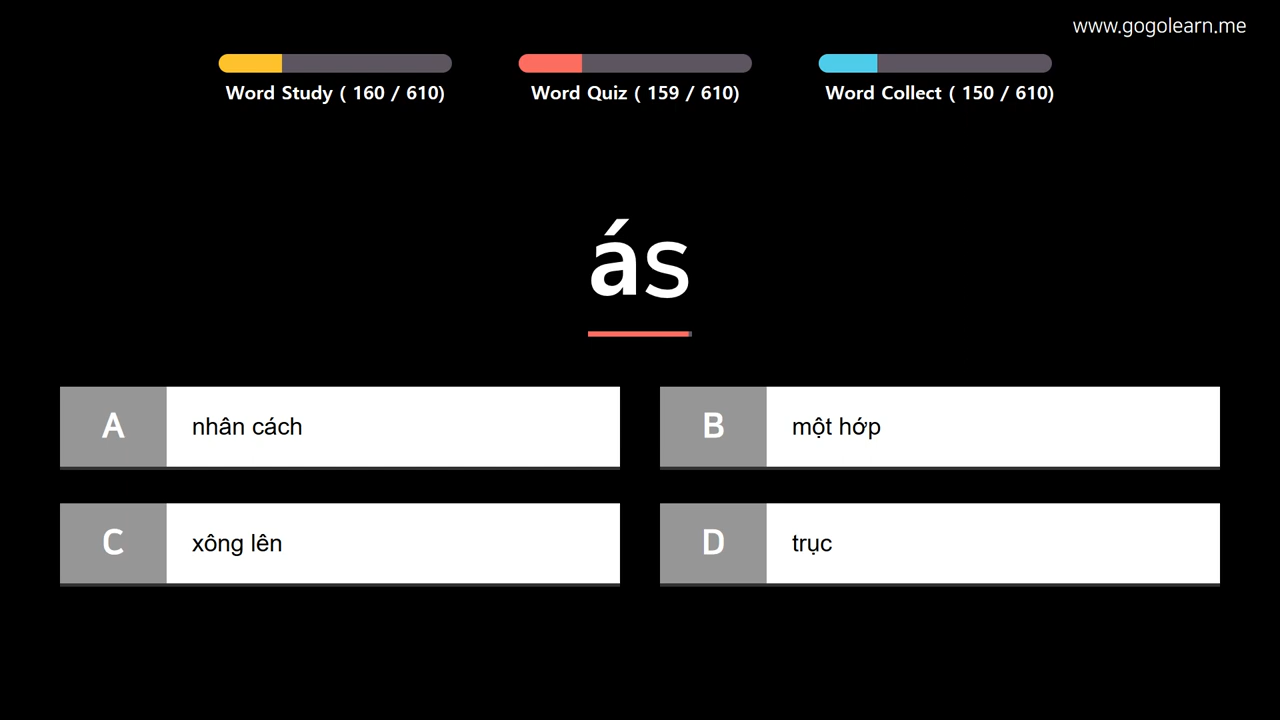 www.gogolearn.me
Word Study ( 160 / 610)
Word Quiz ( 159 / 610)
Word Collect ( 150 / 610)
ás
A nhân cách
B một hớp
C xông lên
D trục